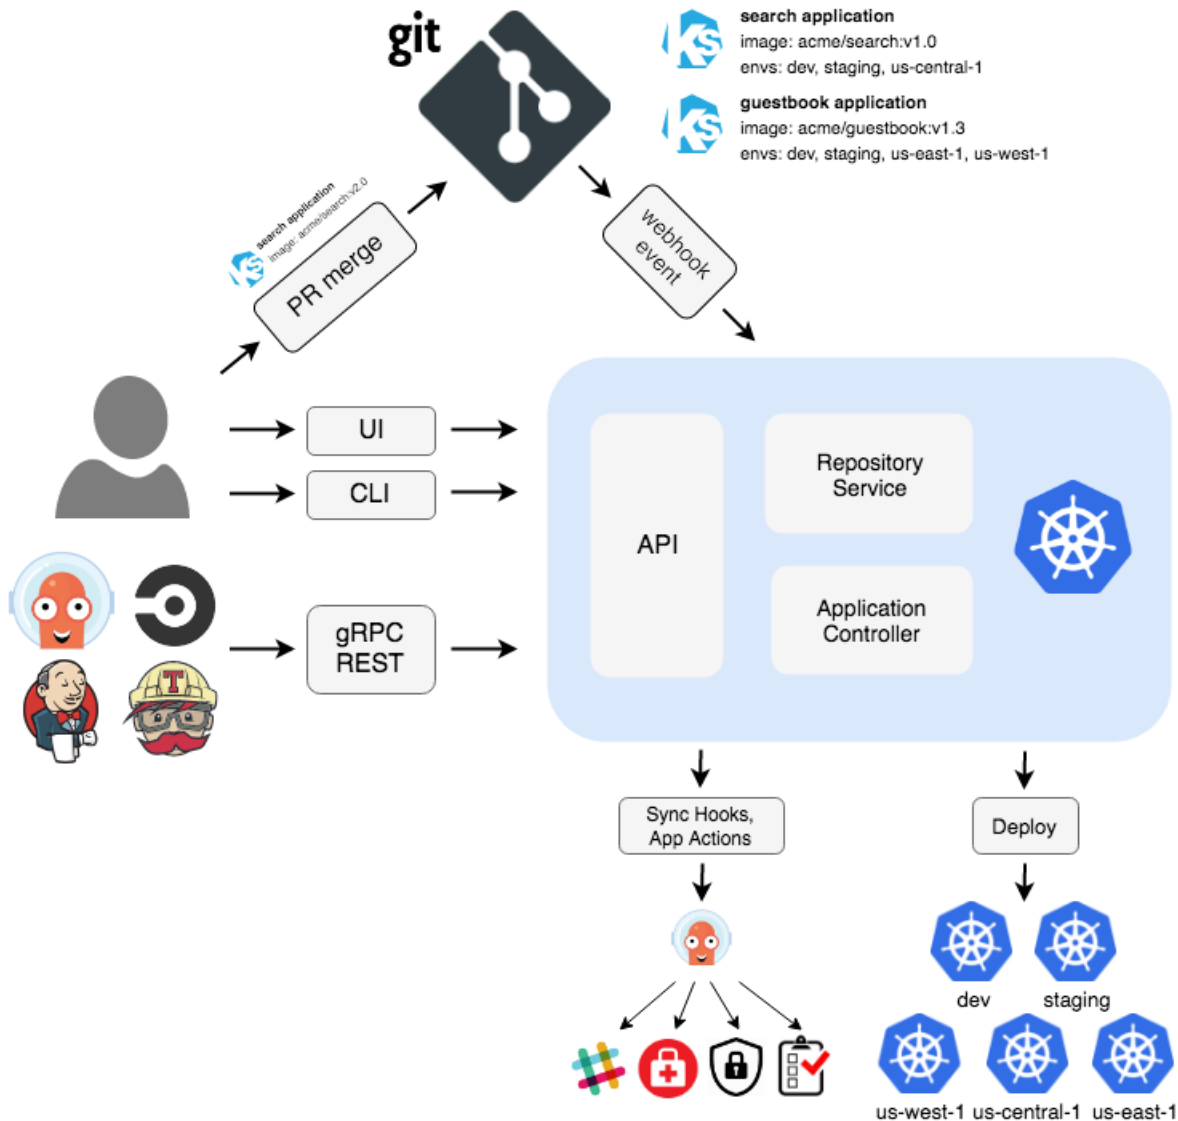 git
search application
image: acme/search:v1.0
envs: dev, staging, us-central-1
guestbook application
image: acme/guestbook:v1.3
envs: dev, staging, us-east-1, us-west-1
Ks
Ks
search application
image: acme/search:v2.0
Ks
PR merge
webhook
event
UI
CLI
gRPC
REST
T
API
Repository
Service
Application
Controller
Sync Hooks,
App Actions
Deploy
dev
staging
us-west-1
us-central-1
us-east-1